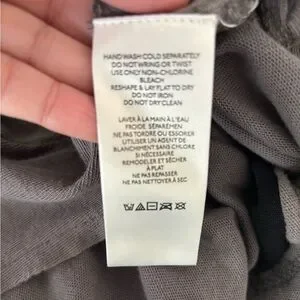 HAND WASH COLD SEPARATELY
DO NOT WRING OR TWIST
USE ONLY NON-CHLORINE
BLEACH
RESHAPE & LAY FLAT TO DRY
DO NOT IRON
DO NOT DRY CLEAN
LAVER À LA MAIN À L'EAU
FROIDE SÉPARÉMEN
NE PAS TORDRE OU ESSORER
UTILISER UN AGENT DE
BLANCHIMENT SANS CHLORE
SI NÉCESSAIRE
REMODELER ET SÉCHER
À PLAT
NE PAS REPASSER
NE PAS NETTOYER À SEC